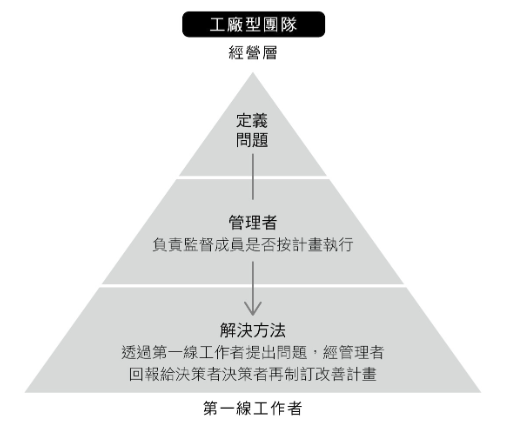 工廠型團隊
經營層
定義
問題
管理者
負責監督成員是否按計畫執行
解決方法
透過第一線工作者提出問題，經管理者
回報給決策者決策者再制訂改善計畫
第一線工作者